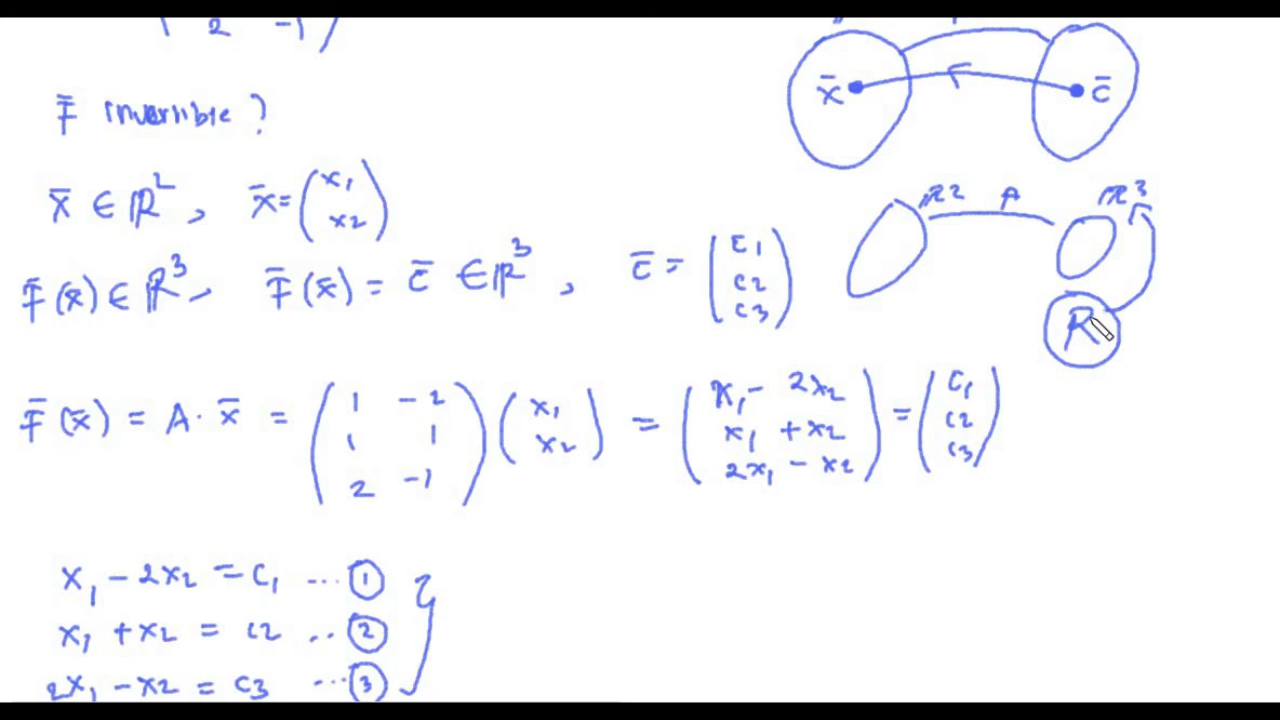 2 -1 )
F̄ invertible ?
x̄ c̄
x̄ ∈ ℝ², x̄ = (x₁ x₂)
ℝ² A ℝ³
F̄(x̄) ∈ ℝ³, F̄(x̄) = c̄ ∈ ℝ³, c̄ = (c1 c2 c3)
R
F̄(x̄) = A · x̄ = (1 -2 1 1 2 -1) (x₁ x₂) = (x₁ - 2x₂ x₁ + x₂ 2x₁ - x₂) = (c₁ c2 c3)
x₁ - 2x₂ = c₁ ... ①
x₁ + x₂ = c2 .. ②
2x₁ - x₂ = c3 ... ③